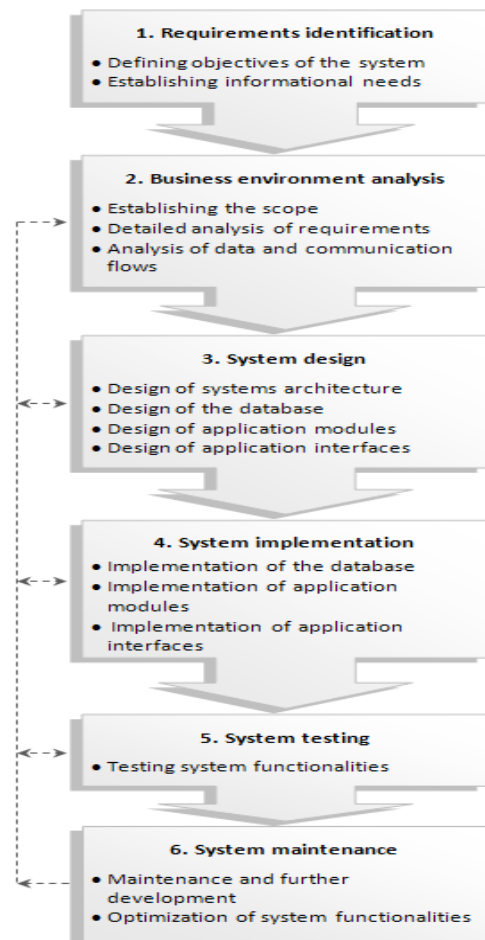 1. Requirements identification
• Defining objectives of the system
• Establishing informational needs
2. Business environment analysis
• Establishing the scope
• Detailed analysis of requirements
• Analysis of data and communication
flows
3. System design
• Design of systems architecture
• Design of the database
• Design of application modules
• Design of application interfaces
4. System implementation
• Implementation of the database
• Implementation of application
modules
• Implementation of application
interfaces
5. System testing
• Testing system functionalities
6. System maintenance
• Maintenance and further
development
• Optimization of system functionalities